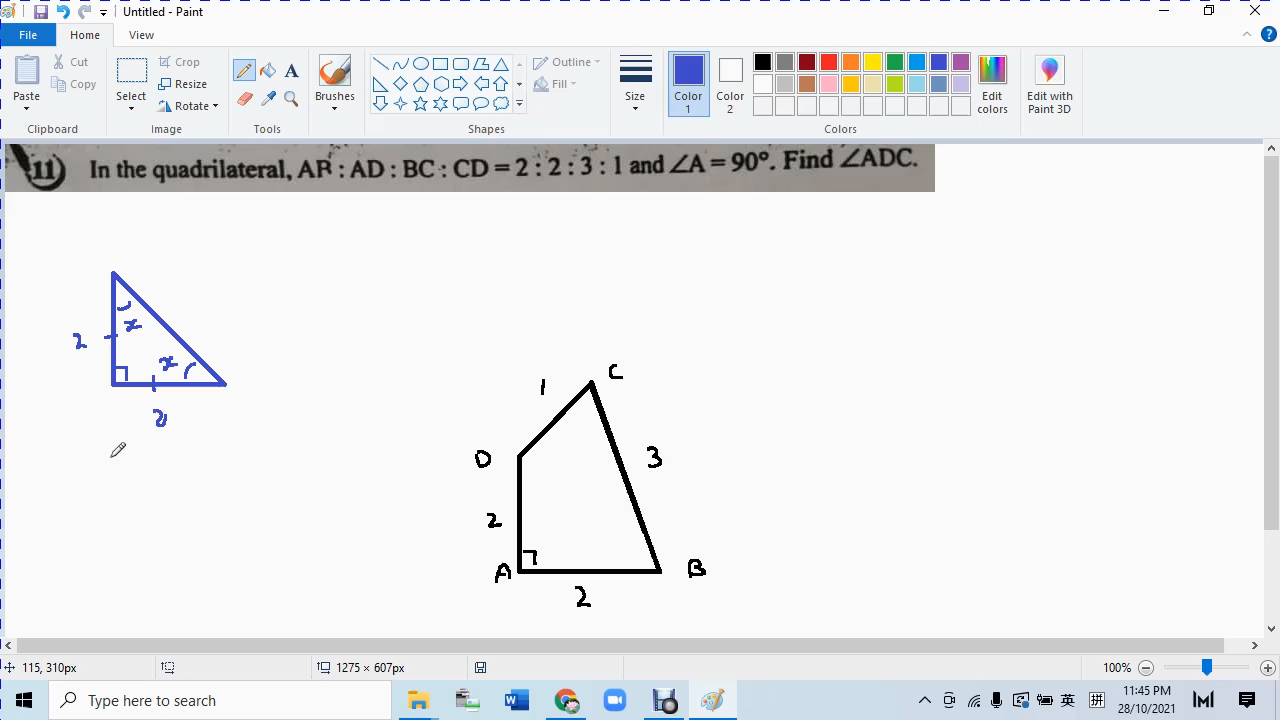 Untitled - Paint
File Home View
Paste
Cut
Copy
Clipboard
Select
Crop
Resize
Rotate
Image
A
Tools
Brushes
Outline
Fill
Shapes
Size
Color 1
Color 2
Edit colors
Colors
Edit with Paint 3D
11) In the quadrilateral, AB : AD : BC : CD = 2 : 2 : 3 : 1 and ∠A = 90°. Find ∠ADC.
2
x
x
2
C
1
D
3
2
A
B
2
115, 310px
1275 × 607px
100%
Type here to search
英
拼
11:45 PM
28/10/2021